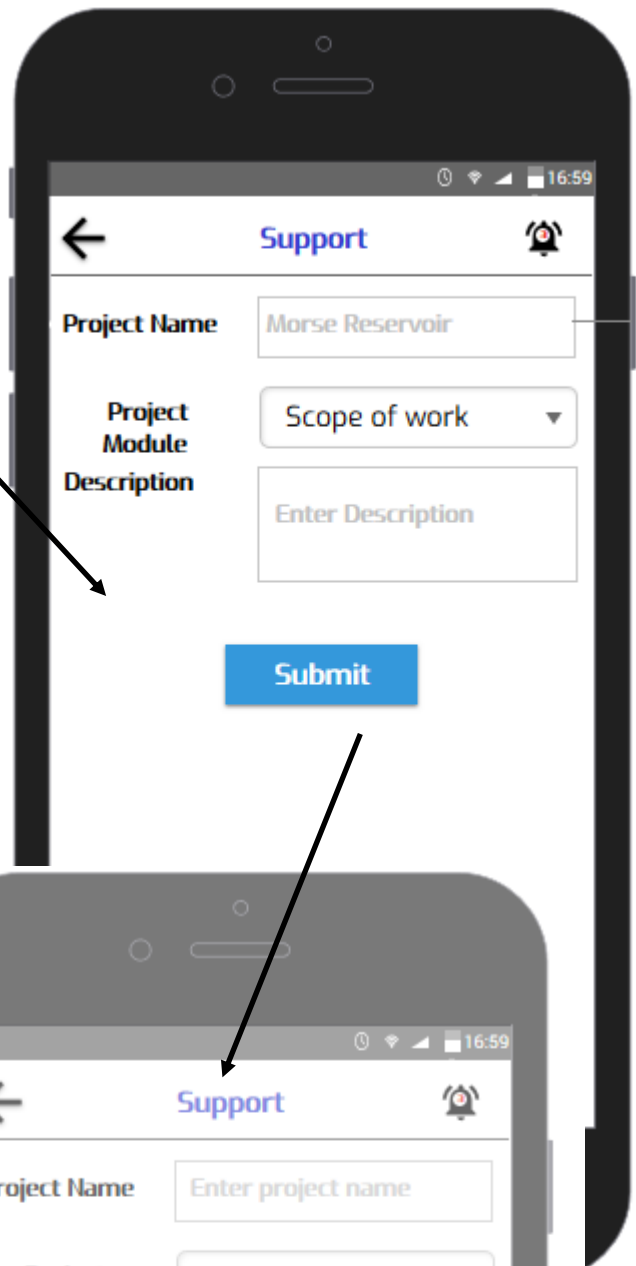 16:59
Support
Project Name
Morse Reservoir
Project
Module
Scope of work
Description
Enter Description
Submit
16:59
Support
roject Name
Enter project name